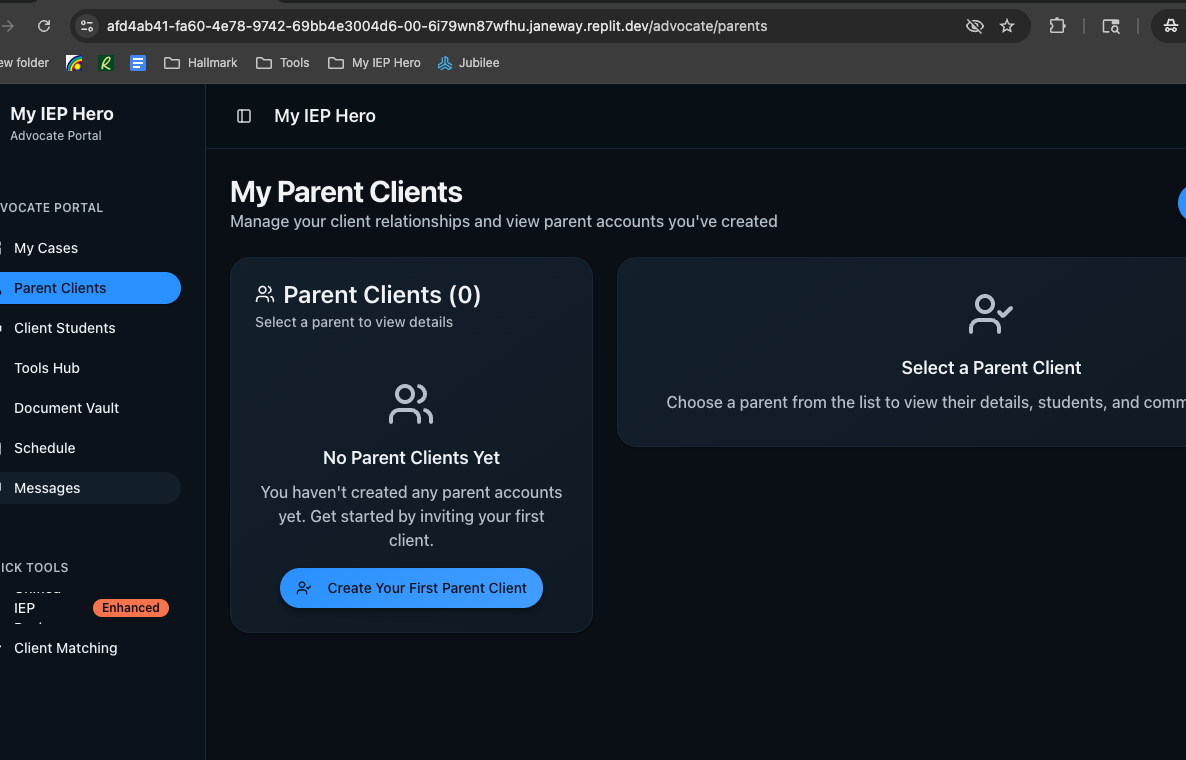 afd4ab41-fa60-4e78-9742-69bb4e3004d6-00-6i79wn87wfhu.janeway.replit.dev/advocate/parents
ew folder
Hallmark
Tools
My IEP Hero
Jubilee
My IEP Hero
Advocate Portal
VOCATE PORTAL
My Cases
Parent Clients
Client Students
Tools Hub
Document Vault
Schedule
Messages
ICK TOOLS
IEP
Enhanced
Client Matching
My IEP Hero
My Parent Clients
Manage your client relationships and view parent accounts you've created
Parent Clients (0)
Select a parent to view details
No Parent Clients Yet
You haven't created any parent accounts
yet. Get started by inviting your first
client.
Create Your First Parent Client
Select a Parent Client
Choose a parent from the list to view their details, students, and comm